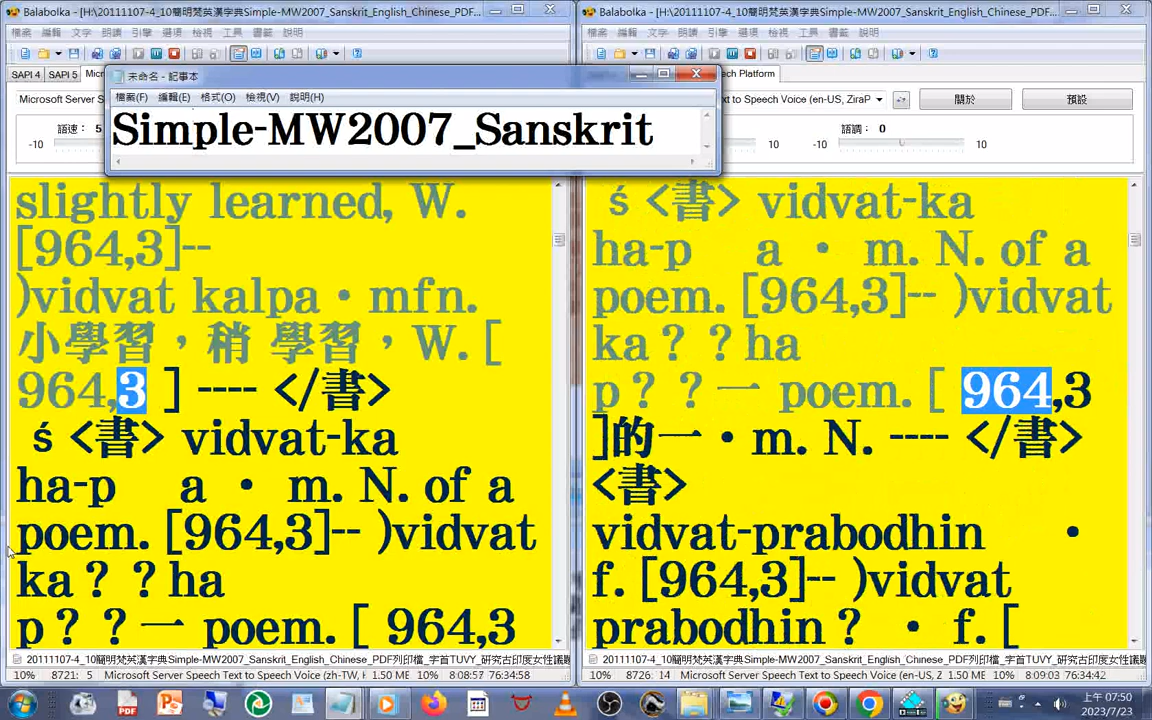 Balabolka - [H:\20111107-4_10簡明梵英漢字典Simple-MW2007_Sanskrit_English_Chinese_PDF...
檔案 編輯 文字 朗讀 引擎 選項 檢視 工具 書籤 說明
SAPI 4 SAPI 5
Microsoft Server S
語速： 5
-10
未命名 - 記事本
檔案(F) 編輯(E) 格式(O) 檢視(V) 說明(H)
Simple-MW2007_Sanskrit
slightly learned, W.
[964,3]--
)vidvat kalpa • mfn.
小學習，稍 學習，W. [
964,3 ] ---- </書>
ś <書> vidvat-ka
ha-p a • m. N. of a
poem. [964,3]-- )vidvat
ka？？ha
p？？一 poem. [ 964,3
20111107-4_10簡明梵英漢字典Simple-MW2007_Sanskrit_English_Chinese_PDF列印檔_字首TUVY_研究古印度女性議題
10% 8721: 5 Microsoft Server Speech Text to Speech Voice (zh-TW, H 1.50 MB 10% 8:08:57 76:34:58
Balabolka - [H:\20111107-4_10簡明梵英漢字典Simple-MW2007_Sanskrit_English_Chinese_PDF...
檔案 編輯 文字 朗讀 引擎 選項 檢視 工具 書籤 說明
ech Platform
t to Speech Voice (en-US, ZiraP
關於 預設
語調： 0
10 -10 10
ś <書> vidvat-ka
ha-p a • m. N. of a
poem. [964,3]-- )vidvat
ka？？ha
p？？一 poem. [ 964,3
]的一 • m. N. ---- </書>
<書>
vidvat-prabodhin •
f. [964,3]-- )vidvat
prabodhin？ • f. [
20111107-4_10簡明梵英漢字典Simple-MW2007_Sanskrit_English_Chinese_PDF列印檔_字首TUVY_研究古印度女性議題
10% 8726: 14 Microsoft Server Speech Text to Speech Voice (en-US, Z 1.50 MB 10% 8:09:03 76:34:42
上午 07:50
2023/7/23